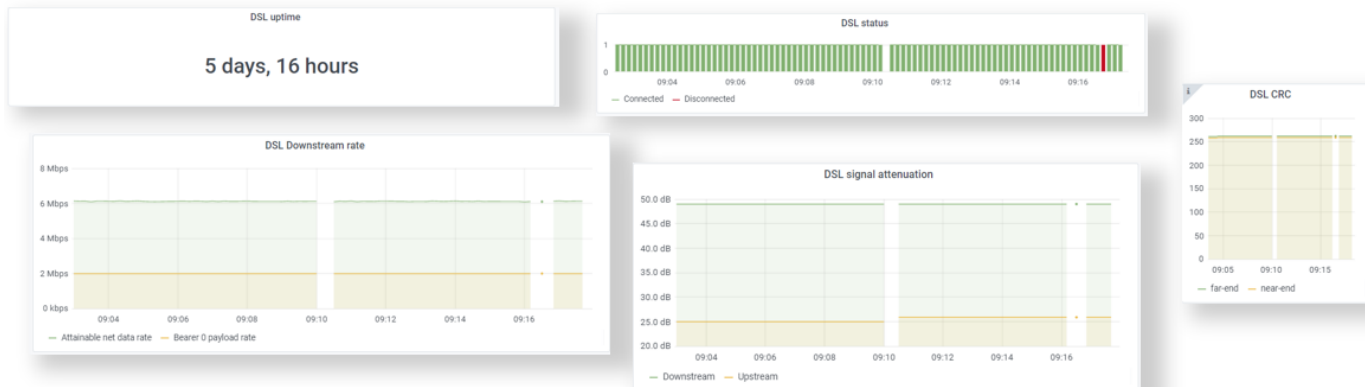 DSL uptime
5 days, 16 hours
DSL status
1
0
09:04 09:06 09:08 09:10 09:12 09:14 09:16
Connected Disconnected
DSL Downstream rate
8 Mbps
6 Mbps
4 Mbps
2 Mbps
0 kbps
09:04 09:06 09:08 09:10 09:12 09:14 09:16
Attainable net data rate Bearer 0 payload rate
DSL signal attenuation
50.0 dB
45.0 dB
40.0 dB
35.0 dB
30.0 dB
25.0 dB
20.0 dB
09:04 09:06 09:08 09:10 09:12 09:14 09:16
Downstream Upstream
i
DSL CRC
300
250
200
150
100
50
0
09:05 09:10 09:15
far-end near-end